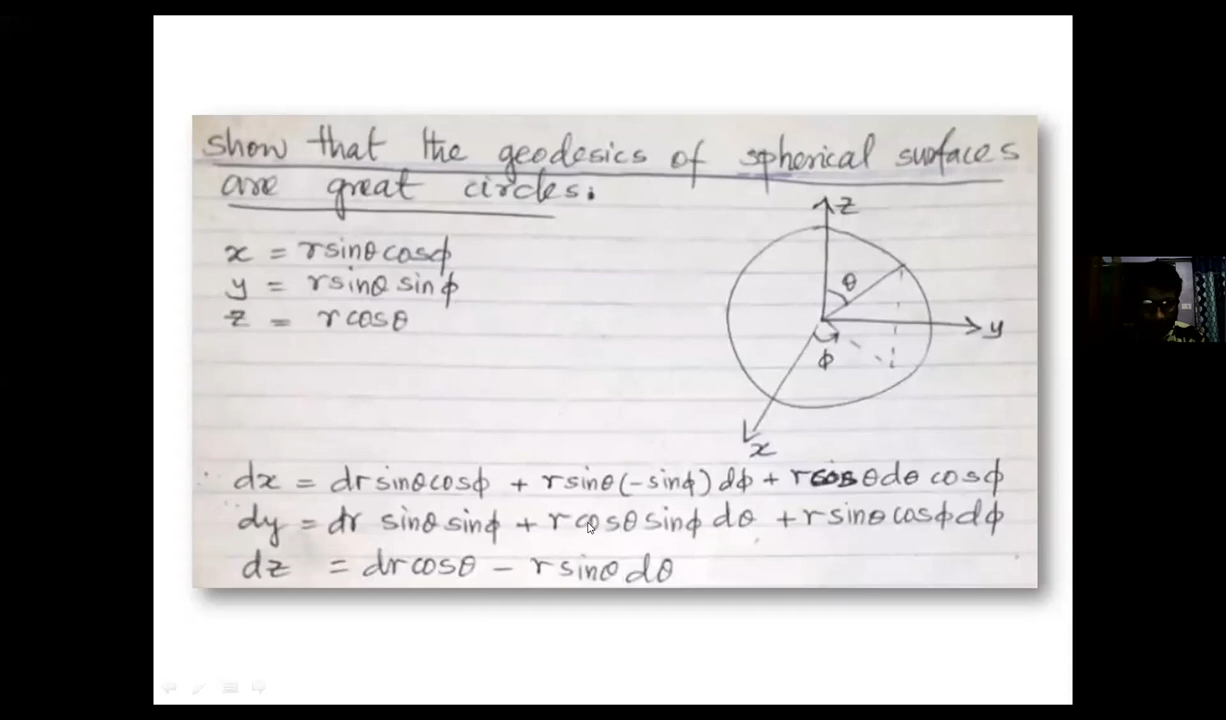 show that the geodesics of spherical surfaces
are great circles.
x = r sinθ cosϕ
y = r sinθ sinϕ
z = r cosθ
z
θ
y
ϕ
x
dx = dr sinθ cosϕ + r sinθ (-sinϕ) dϕ + r cosθ dθ cosϕ
dy = dr sinθ sinϕ + r cosθ sinϕ dθ + r sinθ cosϕ dϕ
dz = dr cosθ - r sinθ dθ